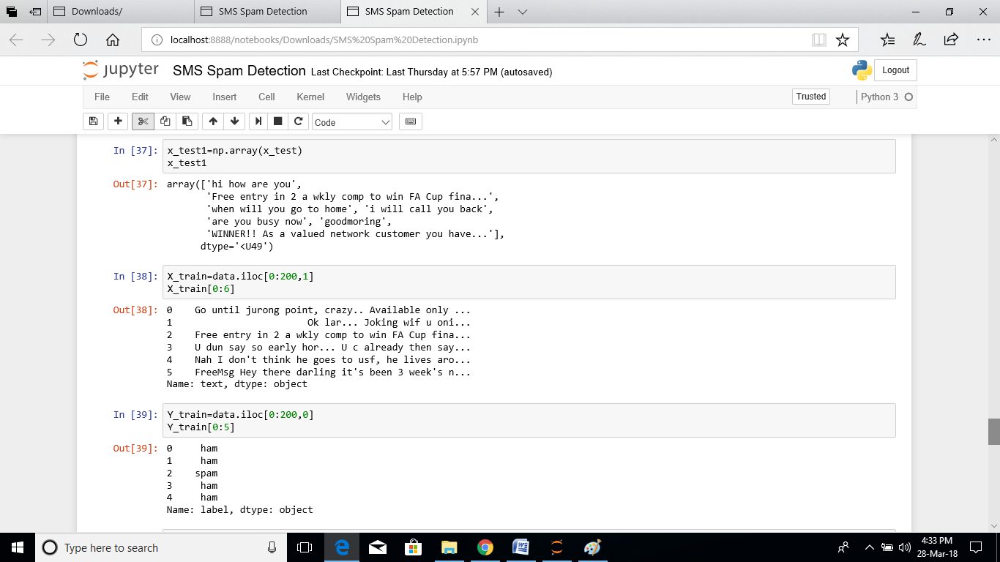 Downloads/
SMS Spam Detection
SMS Spam Detection
localhost:8888/notebooks/Downloads/SMS%20Spam%20Detection.ipynb
jupyter SMS Spam Detection Last Checkpoint: Last Thursday at 5:57 PM (autosaved)
Logout
File Edit View Insert Cell Kernel Widgets Help
Trusted
Python 3
Code
In [37]: x_test1=np.array(x_test)
x_test1
Out[37]: array(['hi how are you',
'Free entry in 2 a wkly comp to win FA Cup fina...',
'when will you go to home', 'i will call you back',
'are you busy now', 'goodmoring',
'WINNER!! As a valued network customer you have...'],
dtype='<U49')
In [38]: X_train=data.iloc[0:200,1]
X_train[0:6]
Out[38]: 0 Go until jurong point, crazy.. Available only ...
1 Ok lar... Joking wif u oni...
2 Free entry in 2 a wkly comp to win FA Cup fina...
3 U dun say so early hor... U c already then say...
4 Nah I don't think he goes to usf, he lives aro...
5 FreeMsg Hey there darling it's been 3 week's n...
Name: text, dtype: object
In [39]: Y_train=data.iloc[0:200,0]
Y_train[0:5]
Out[39]: 0 ham
1 ham
2 spam
3 ham
4 ham
Name: label, dtype: object
Type here to search
4:33 PM
28-Mar-18